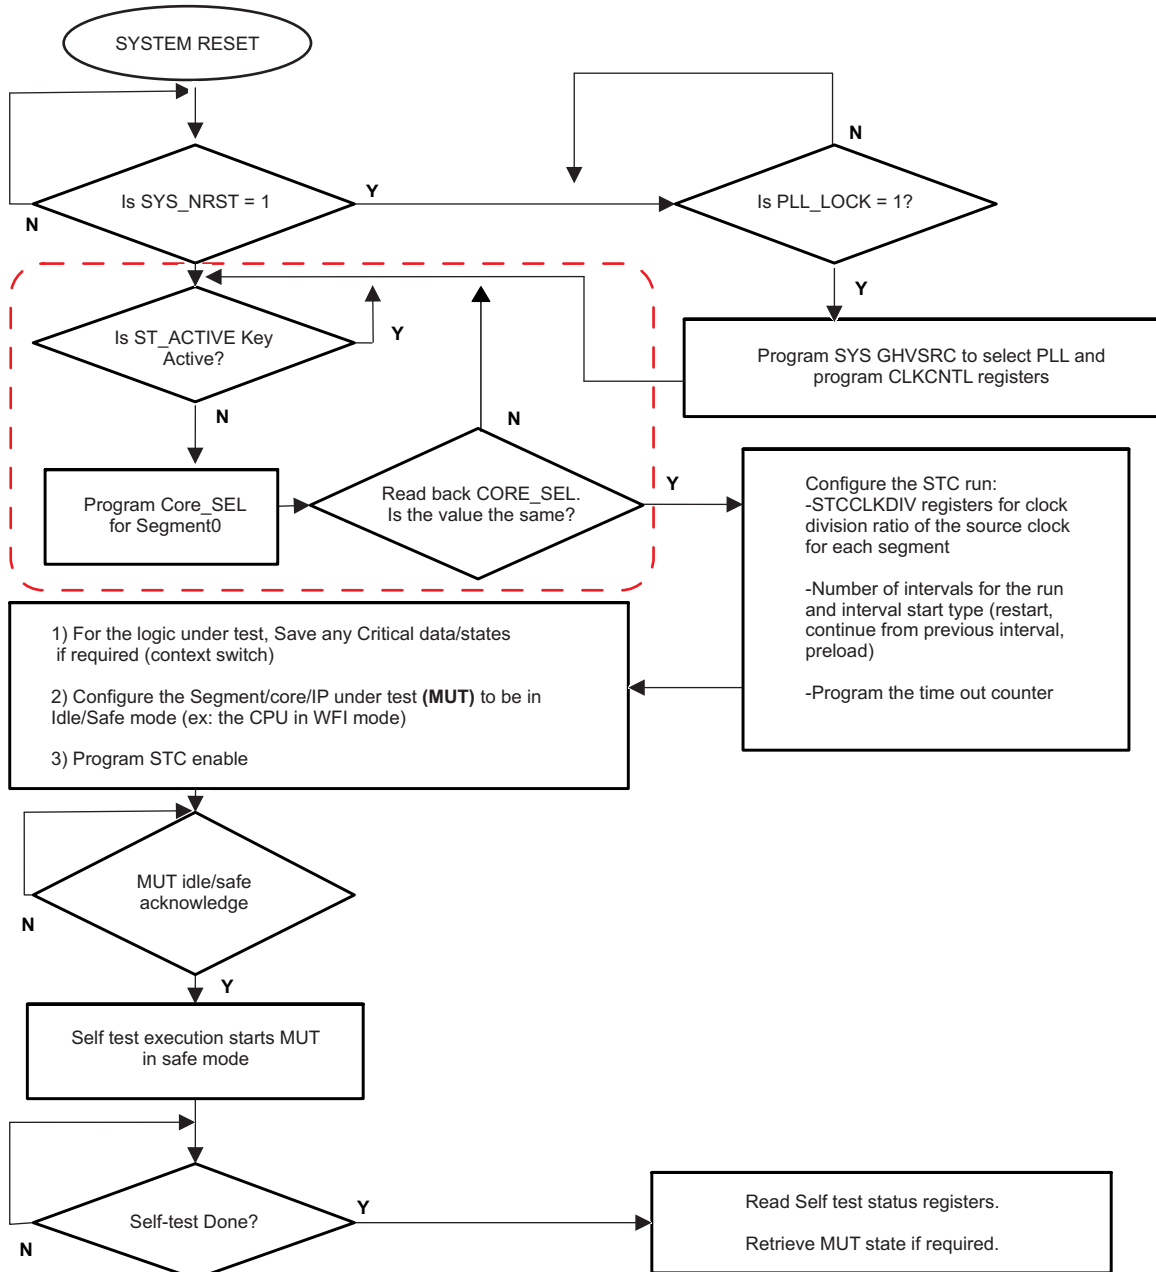 SYSTEM RESET
N
Is SYS_NRST = 1
Y
Is PLL_LOCK = 1?
N
Y
Is ST_ACTIVE Key
Active?
Y
Program SYS GHVSRC to select PLL and
program CLKCNTL registers
N
N
Program Core_SEL
for Segment0
Read back CORE_SEL.
Is the value the same?
Y
Configure the STC run:
-STCCLKDIV registers for clock
division ratio of the source clock
for each segment
-Number of intervals for the run
and interval start type (restart,
continue from previous interval,
preload)
-Program the time out counter
1) For the logic under test, Save any Critical data/states
if required (context switch)
2) Configure the Segment/core/IP under test (MUT) to be in
Idle/Safe mode (ex: the CPU in WFI mode)
3) Program STC enable
MUT idle/safe
acknowledge
N
Y
Self test execution starts MUT
in safe mode
Self-test Done?
Y
N
Read Self test status registers.
Retrieve MUT state if required.